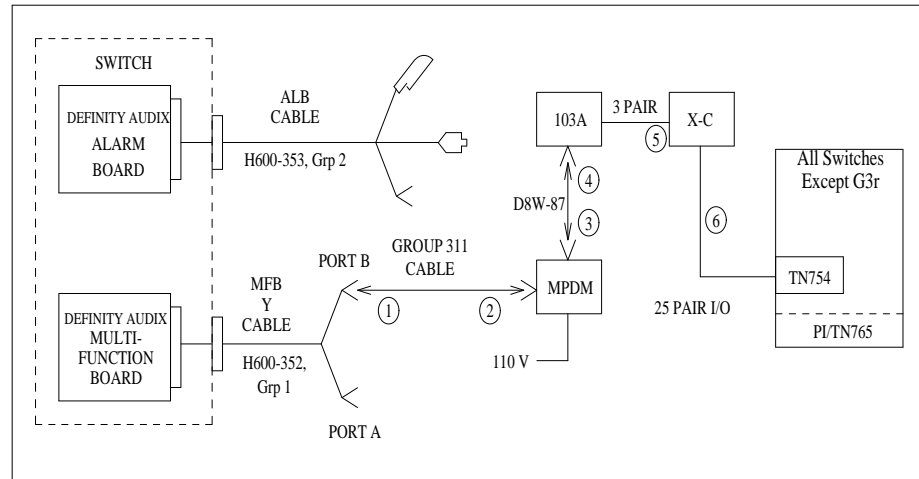 SWITCH
DEFINITY AUDIX
ALARM
BOARD
ALB
CABLE
H600-353, Grp 2
DEFINITY AUDIX
MULTI-
FUNCTION
BOARD
MFB
Y
CABLE
H600-352,
Grp 1
PORT B
PORT A
GROUP 311
CABLE
1
2
MPDM
110 V
3
D8W-87
4
103A
3 PAIR
5
X-C
6
25 PAIR I/O
All Switches
Except G3r
TN754
PI/TN765